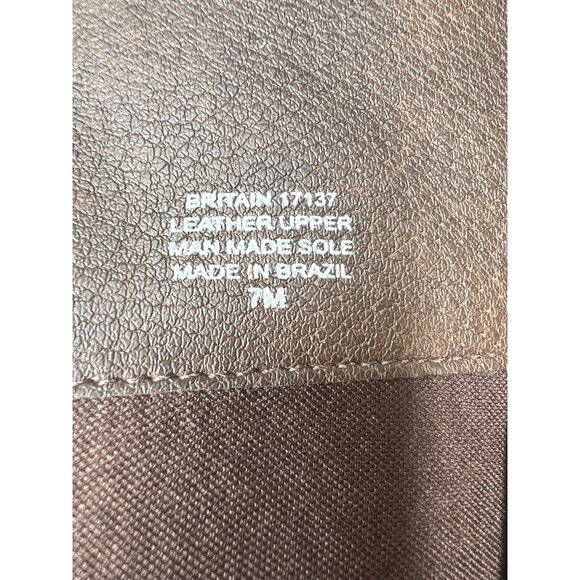 BRITAIN 17137
LEATHER UPPER
MAN MADE SOLE
MADE IN BRAZIL
7M